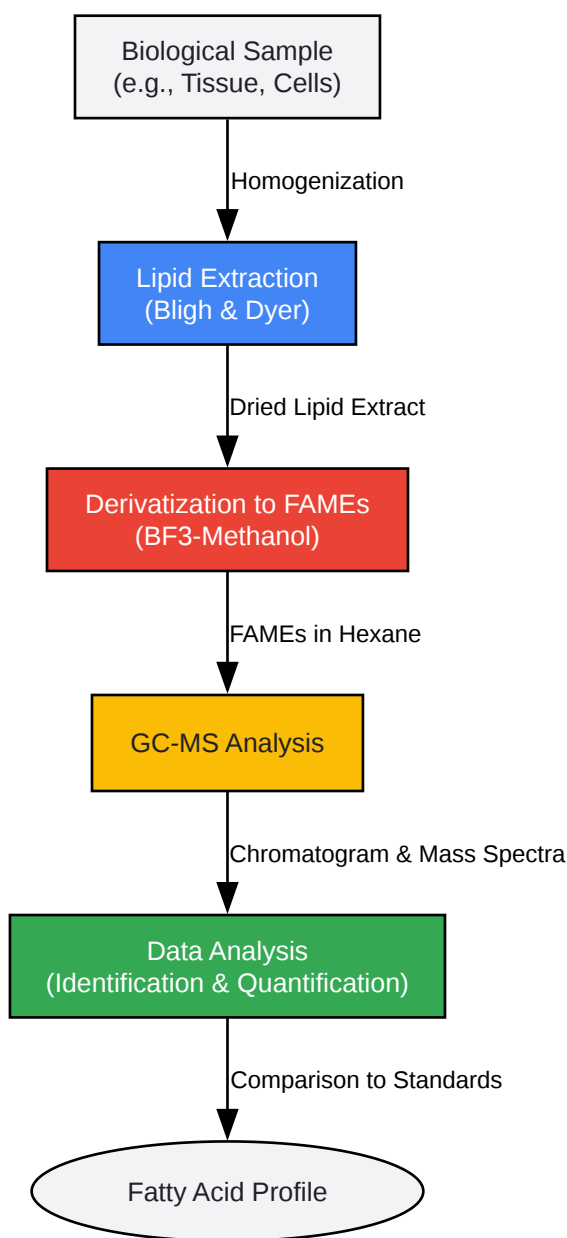 Biological Sample
(e.g., Tissue, Cells)
Homogenization
Lipid Extraction
(Bligh & Dyer)
Dried Lipid Extract
Derivatization to FAMEs
(BF3-Methanol)
FAMEs in Hexane
GC-MS Analysis
Chromatogram & Mass Spectra
Data Analysis
(Identification & Quantification)
Comparison to Standards
Fatty Acid Profile